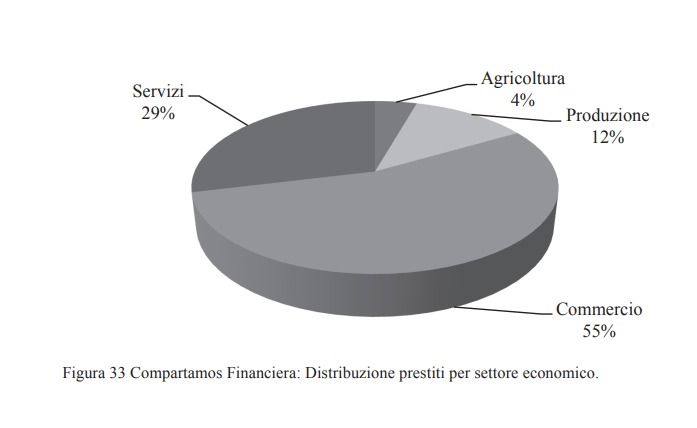 Agricoltura
4%
Servizi
29%
Produzione
12%
Commercio
55%
Figura 33 Compartamos Financiera: Distribuzione prestiti per settore economico.